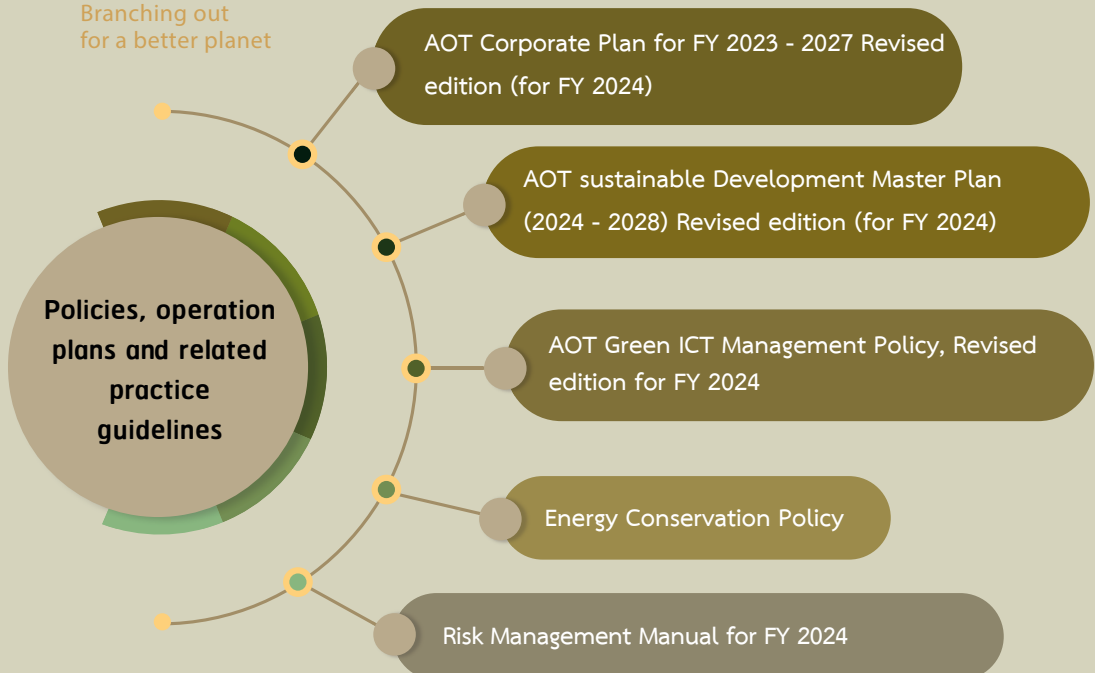 Branching out
for a better planet
AOT Corporate Plan for FY 2023 - 2027 Revised
edition (for FY 2024)
AOT sustainable Development Master Plan
(2024 - 2028) Revised edition (for FY 2024)
Policies, operation
plans and related
practice
guidelines
AOT Green ICT Management Policy, Revised
edition for FY 2024
Energy Conservation Policy
Risk Management Manual for FY 2024